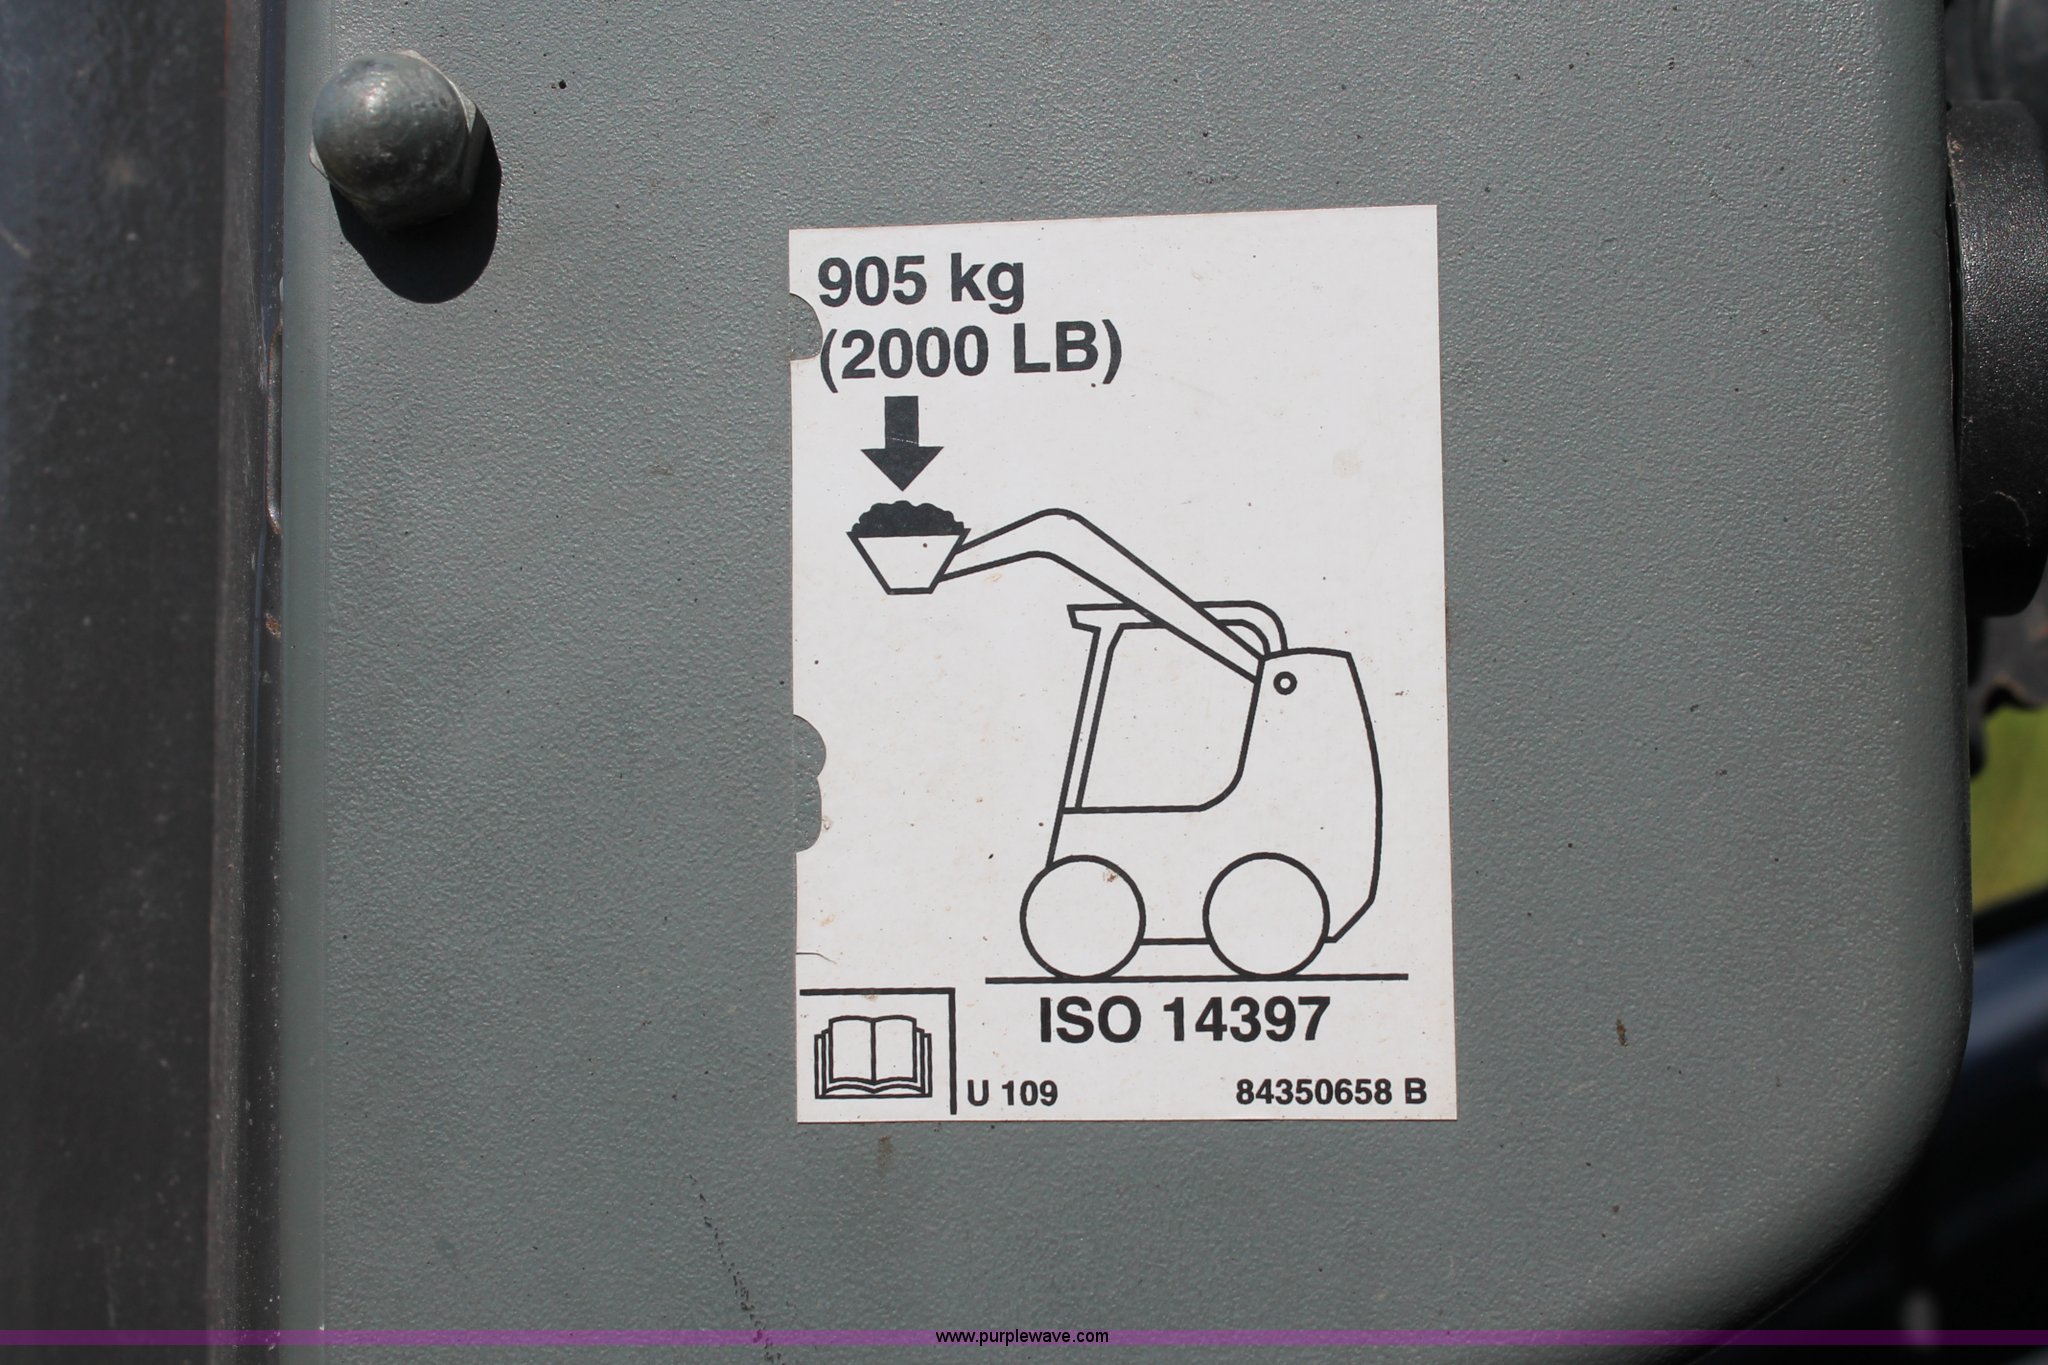 905 kg
(2000 LB)
ISO 14397
U 109 84350658 B
www.purplewave.com